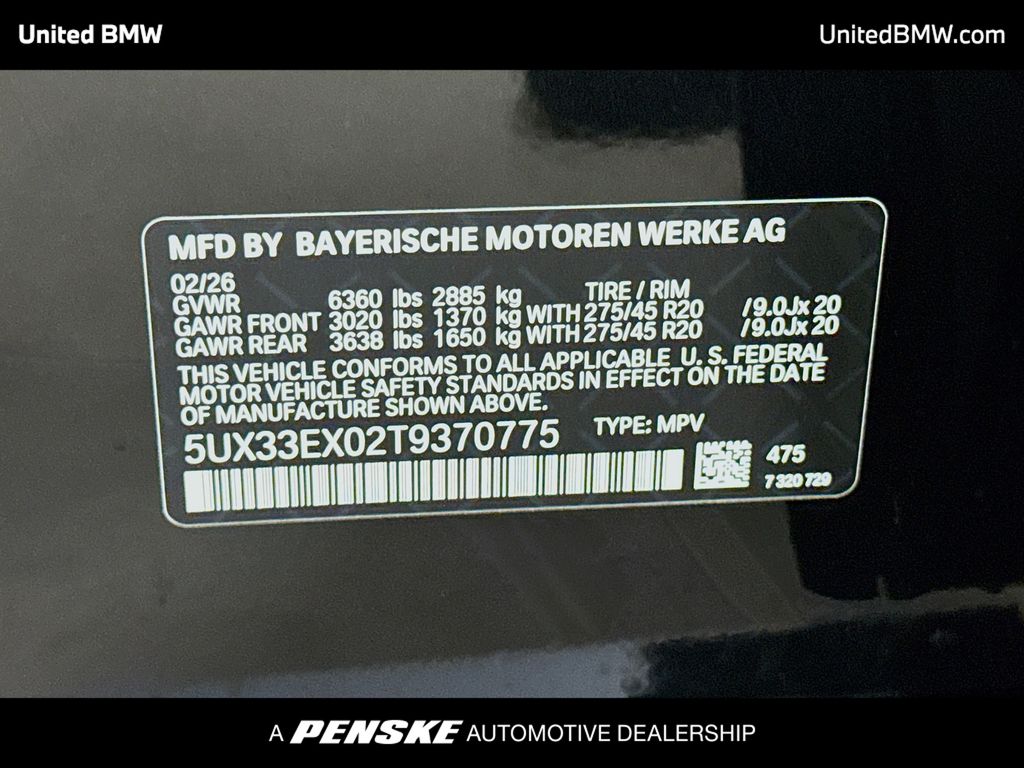 United BMW
UnitedBMW.com
MFD BY BAYERISCHE MOTOREN WERKE AG
02/26
TIRE / RIM
GVWR 6360 lbs 2885 kg
GAWR FRONT 3020 lbs 1370 kg WITH 275/45 R20 /9.0Jx 20
GAWR REAR 3638 lbs 1650 kg WITH 275/45 R20 /9.0Jx 20
THIS VEHICLE CONFORMS TO ALL APPLICABLE U. S. FEDERAL
MOTOR VEHICLE SAFETY STANDARDS IN EFFECT ON THE DATE
OF MANUFACTURE SHOWN ABOVE.
5UX33EX02T9370775 TYPE: MPV
475
7 320 729
A PENSKE AUTOMOTIVE DEALERSHIP